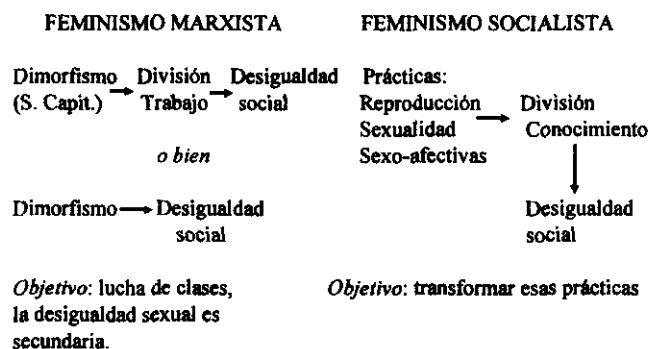 FEMINISMO MARXISTA
Dimorfismo → División → Desigualdad
(S. Capit.) Trabajo social
o bien
Dimorfismo → Desigualdad
social
Objetivo: lucha de clases,
la desigualdad sexual es
secundaria.
FEMINISMO SOCIALISTA
Prácticas:
Reproducción → División
Sexualidad Conocimiento
Sexo-afectivas
↓
Desigualdad
social
Objetivo: transformar esas prácticas